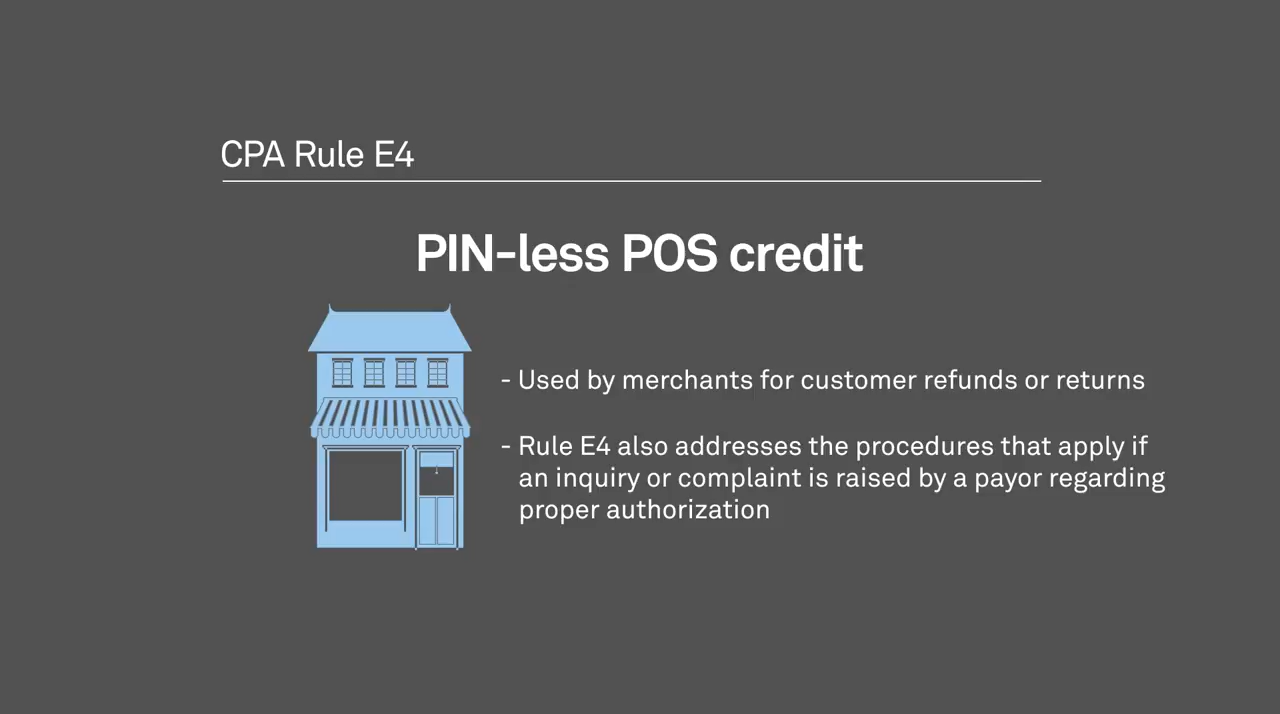 CPA Rule E4
PIN-less POS credit
- Used by merchants for customer refunds or returns
- Rule E4 also addresses the procedures that apply if
an inquiry or complaint is raised by a payor regarding
proper authorization